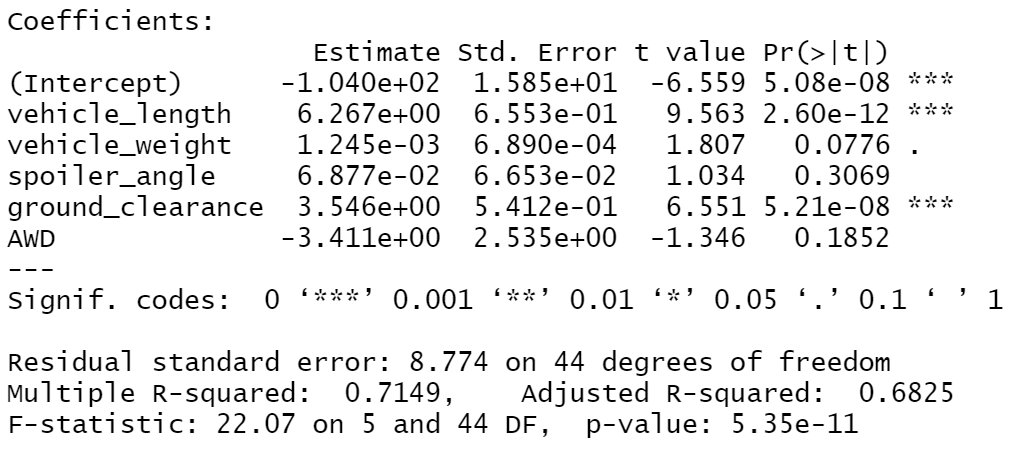 Coefficients:
                   Estimate Std. Error t value Pr(>|t|)
(Intercept)      -1.040e+02  1.585e+01  -6.559 5.08e-08 ***
vehicle_length    6.267e+00  6.553e-01   9.563 2.60e-12 ***
vehicle_weight    1.245e-03  6.890e-04   1.807   0.0776 .
spoiler_angle     6.877e-02  6.653e-02   1.034   0.3069
ground_clearance  3.546e+00  5.412e-01   6.551 5.21e-08 ***
AWD              -3.411e+00  2.535e+00  -1.346   0.1852
---
Signif. codes:  0 ‘***’ 0.001 ‘**’ 0.01 ‘*’ 0.05 ‘.’ 0.1 ‘ ’ 1
Residual standard error: 8.774 on 44 degrees of freedom
Multiple R-squared:  0.7149,    Adjusted R-squared:  0.6825
F-statistic: 22.07 on 5 and 44 DF,  p-value: 5.35e-11